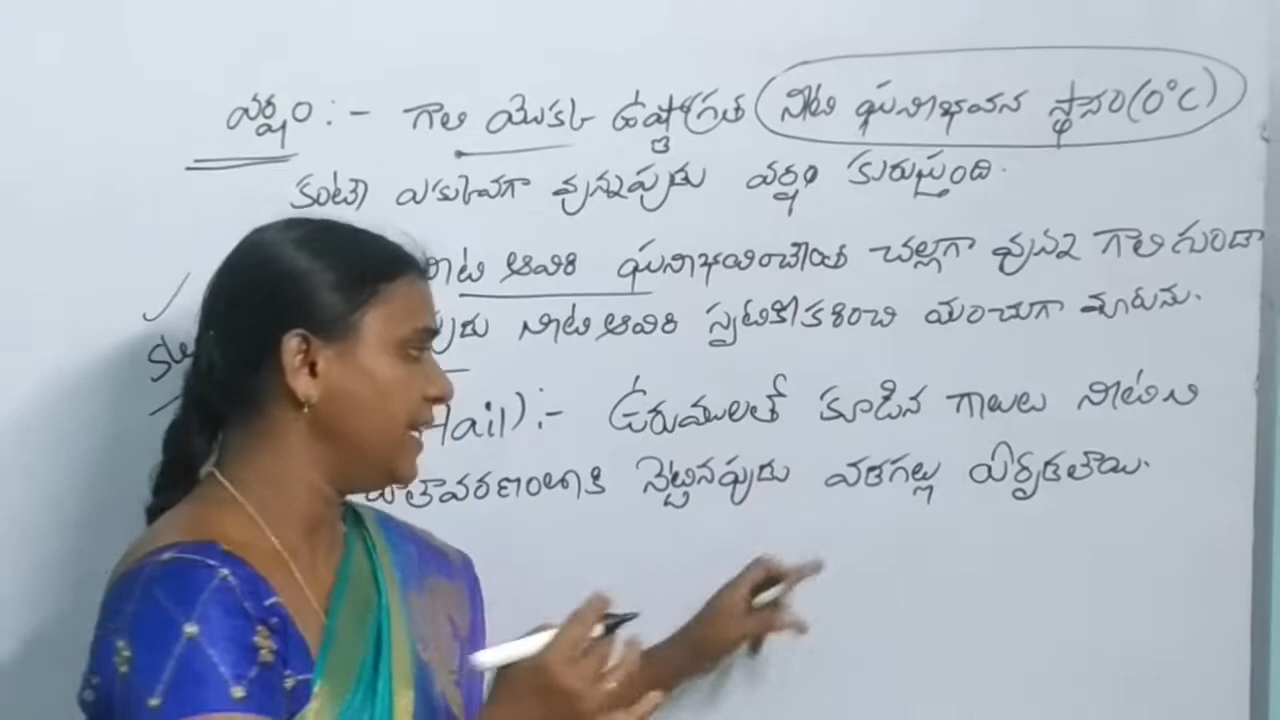 వర్షం :- గాలి యొక్క ఉష్ణోగ్రత నీటి ఘనీభవన స్థానం(0°C)
కంటే ఎక్కువగా వున్నపుడు వర్షం కురుస్తుంది.
నీటి ఆవిరి ఘనీభవించి చల్లగా వున్న గాలి గుండా
నీటి ఆవిరి స్పటికీకరించి మంచుగా మారును.
Hail) :- ఉరుములతో కూడిన గాలులు నీటిని
వాతావరణంలోకి నెట్టినపుడు వడగళ్లు ఏర్పడతాయి.